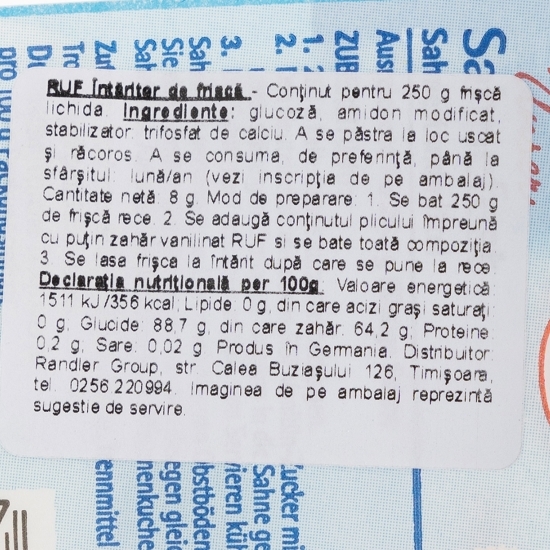 RUF Întăritor de frișcă - Conținut pentru 250 g frișcă
lichida. Ingrediente: glucoză, amidon modificat,
stabilizator: trifosfat de calciu. A se păstra la loc uscat
și răcoros. A se consuma, de preferință, până la
sfârșitul: lună/an (vezi inscripția de pe ambalaj).
Cantitate netă: 8 g. Mod de preparare: 1. Se bat 250 g
de frișcă rece. 2. Se adaugă conținutul plicului împreună
cu puțin zahăr vanilinat RUF si se bate toată compoziția.
3. Se lasa frișca la întărit după care se pune la rece.
Declarația nutrițională per 100g: Valoare energetică:
1511 kJ/356 kcal; Lipide: 0 g, din care acizi grași saturați:
0 g; Glucide: 88,7 g, din care zahăr: 64,2 g; Proteine:
0,2 g; Sare: 0,02 g. Produs în Germania. Distribuitor:
Randler Group, str. Calea Buziașului 126, Timișoara,
tel. 0256.220994. Imaginea de pe ambalaj reprezintă
sugestie de servire.